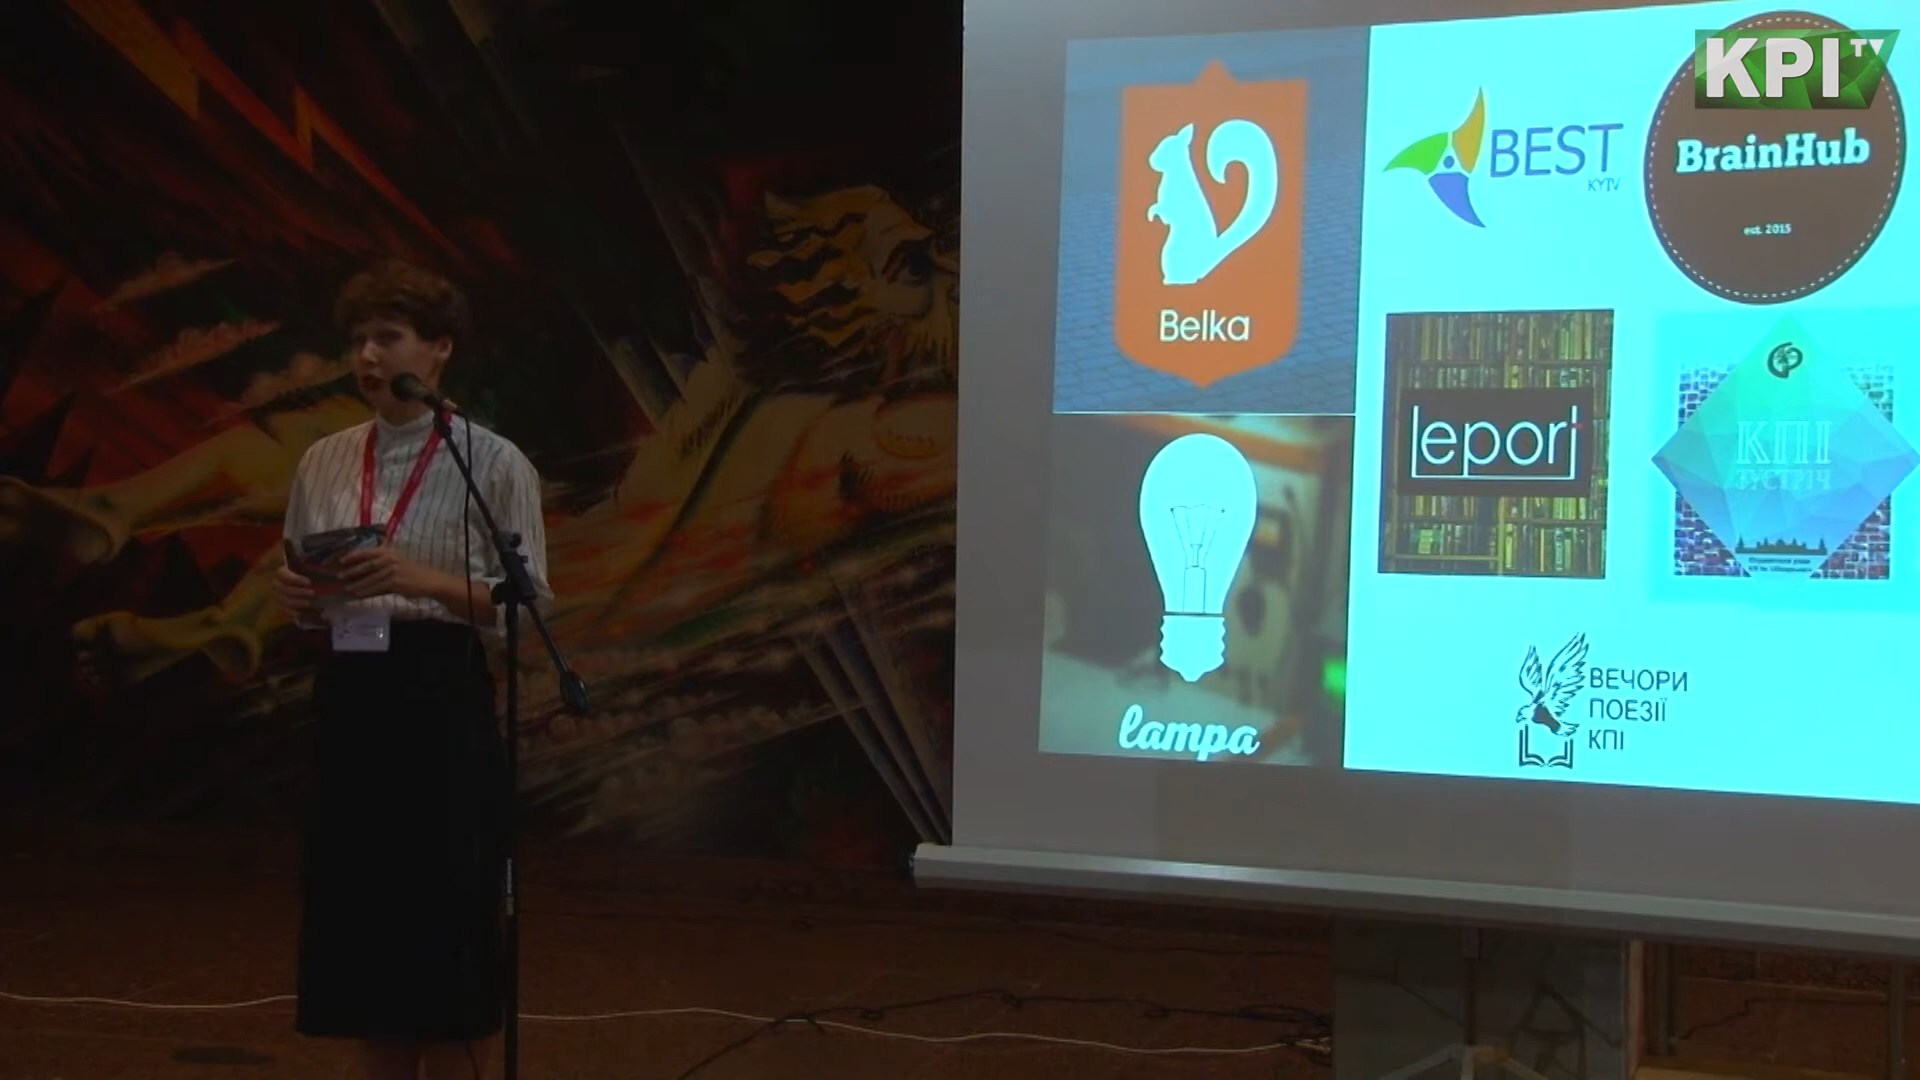 KPI TV
BEST
KYIV
BrainHub
est. 2015
Belka
lepori
КПІ
ЗУСТРІЧ
lampa
ВЕЧОРИ
ПОЕЗІЇ
КПІ